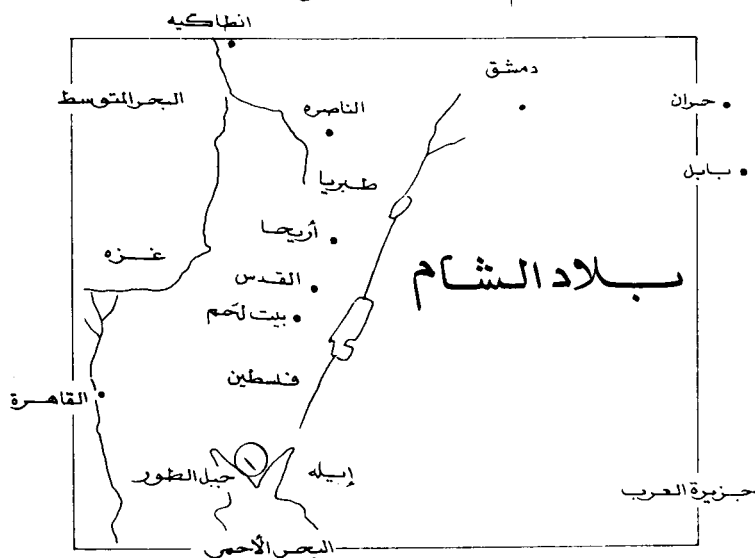 انطاكيه
دمشق
البحر المتوسط
الناصره
حران
بابل
طبريا
أريحا
غزه
القدس
بلاد الشام
بيت لحم
فلسطين
القاهرة
١
جبل الطور
إيله
جزيرة العرب
البحر الأحمر